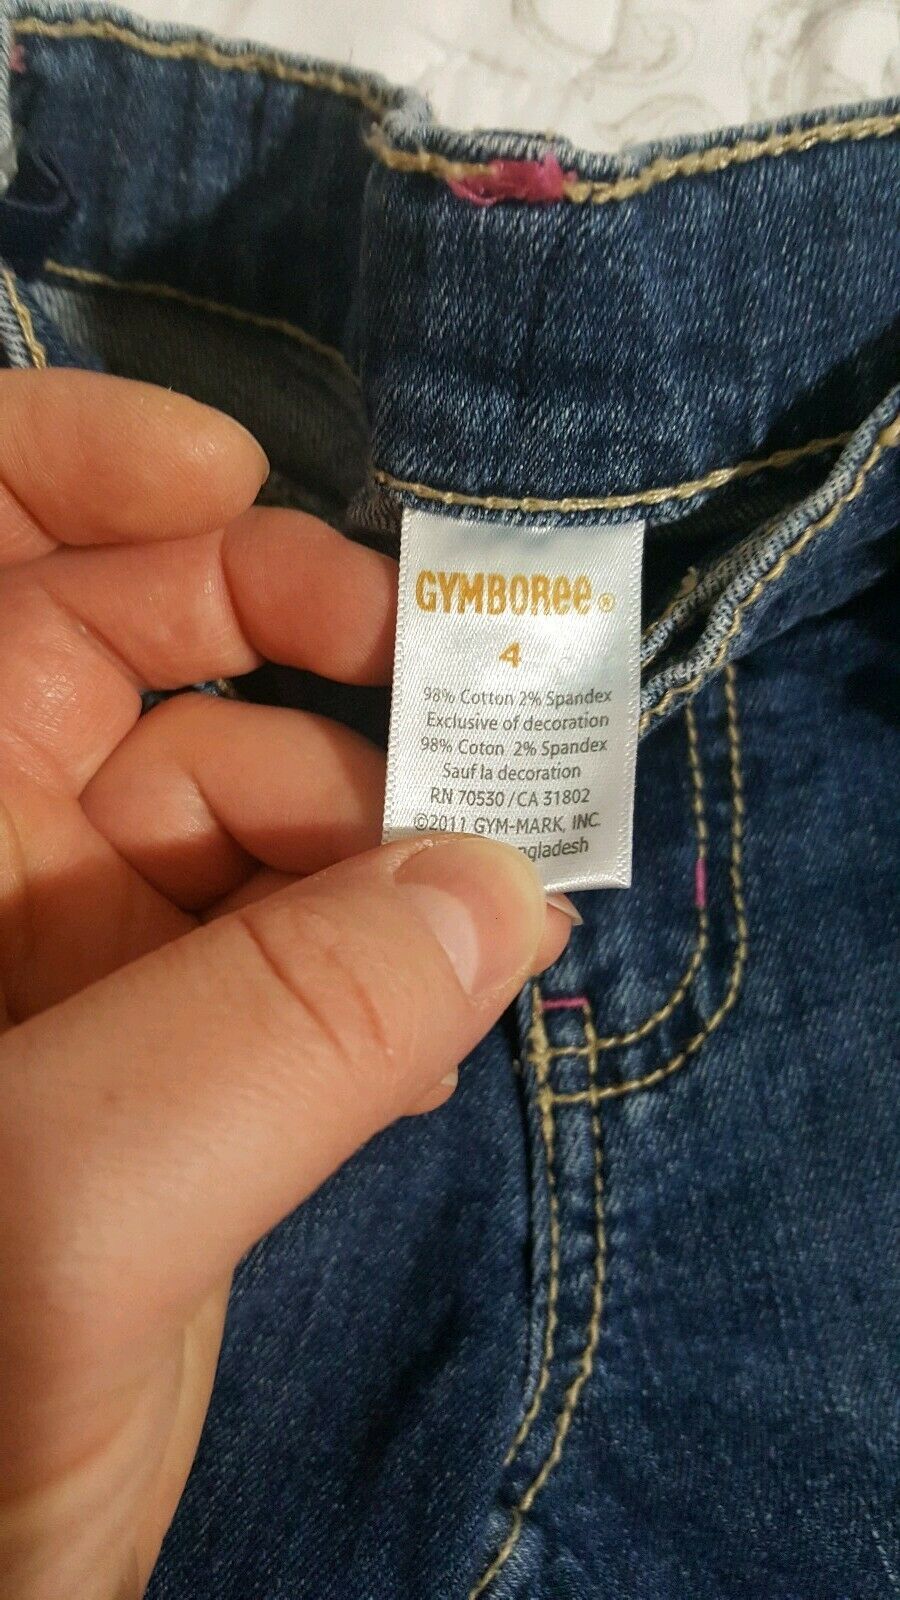 GYMBORee®
4
98% Cotton 2% Spandex
Exclusive of decoration
98% Coton 2% Spandex
Sauf la decoration
RN 70530 / CA 31802
©2011 GYM-MARK, INC.
ngladesh